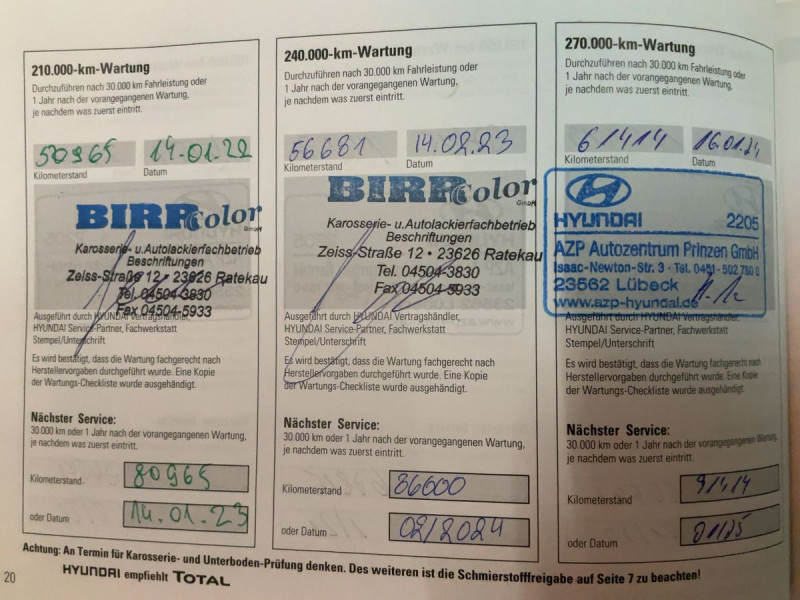 210.000-km-Wartung
Durchzuführen nach 30.000 km Fahrleistung oder
1 Jahr nach der vorangegangenen Wartung,
je nachdem was zuerst eintritt.
50965 14.01.22
Kilometerstand Datum
BIRR Color
GmbH
Karosserie- u.Autolackierfachbetrieb
Beschriftungen
Zeiss-Straße 12 · 23626 Ratekau
Tel. 04504-3830
Fax 04504-5933
Ausgeführt durch HYUNDAI Vertragshändler,
HYUNDAI Service-Partner, Fachwerkstatt
Stempel/Unterschrift
Es wird bestätigt, dass die Wartung fachgerecht nach
Herstellervorgaben durchgeführt wurde. Eine Kopie
der Wartungs-Checkliste wurde ausgehändigt.
Nächster Service:
30.000 km oder 1 Jahr nach der vorangegangenen Wartung,
je nachdem was zuerst eintritt.
Kilometerstand 80965
oder Datum 14.01.23
240.000-km-Wartung
Durchzuführen nach 30.000 km Fahrleistung oder
1 Jahr nach der vorangegangenen Wartung,
je nachdem was zuerst eintritt.
56681 14.02.23
Kilometerstand Datum
BIRR Color
GmbH
Karosserie- u.Autolackierfachbetrieb
Beschriftungen
Zeiss-Straße 12 · 23626 Ratekau
Tel. 04504-3830
Fax 04504-5933
Ausgeführt durch HYUNDAI Vertragshändler,
HYUNDAI Service-Partner, Fachwerkstatt
Stempel/Unterschrift
Es wird bestätigt, dass die Wartung fachgerecht nach
Herstellervorgaben durchgeführt wurde. Eine Kopie
der Wartungs-Checkliste wurde ausgehändigt.
Nächster Service:
30.000 km oder 1 Jahr nach der vorangegangenen Wartung,
je nachdem was zuerst eintritt.
Kilometerstand 86600
oder Datum 02/2024
270.000-km-Wartung
Durchzuführen nach 30.000 km Fahrleistung oder
1 Jahr nach der vorangegangenen Wartung,
je nachdem was zuerst eintritt.
61414 16.01.24
Kilometerstand Datum
HYUNDAI 2205
AZP Autozentrum Prinzen GmbH
Isaac-Newton-Str. 3 · Tel. 0451 - 502 760 0
23562 Lübeck
www.azp-hyundai.de
Ausgeführt durch HYUNDAI Vertragshändler,
HYUNDAI Service-Partner, Fachwerkstatt
Stempel/Unterschrift
Es wird bestätigt, dass die Wartung fachgerecht nach
Herstellervorgaben durchgeführt wurde. Eine Kopie
der Wartungs-Checkliste wurde ausgehändigt.
Nächster Service:
30.000 km oder 1 Jahr nach der vorangegangenen Wartung,
je nachdem was zuerst eintritt.
Kilometerstand 91414
oder Datum 01/25
Achtung: An Termin für Karosserie- und Unterboden-Prüfung denken. Des weiteren ist die Schmierstofffreigabe auf Seite 7 zu beachten!
20 HYUNDAI empfiehlt TOTAL